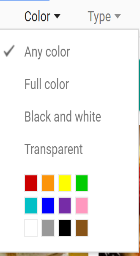 Color Type
Any color
Full color
Black and white
Transparent